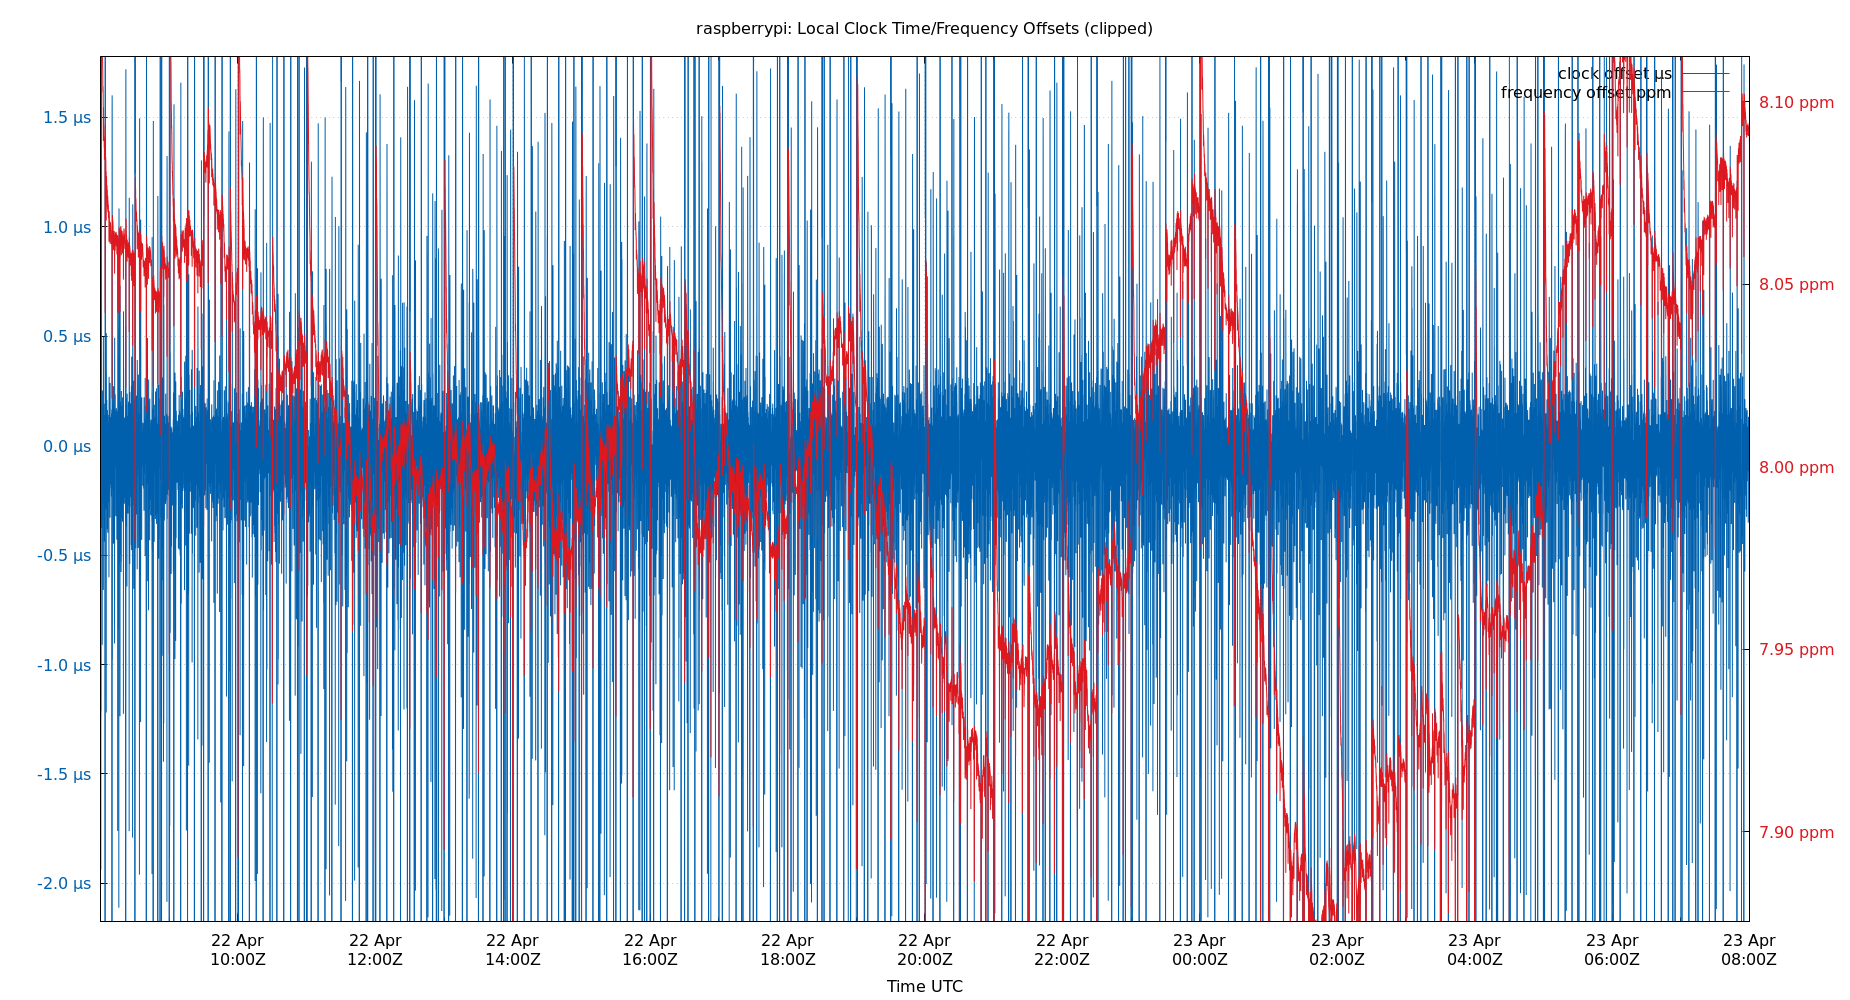 raspberrypi: Local Clock Time/Frequency Offsets (clipped)
clock offset µs
frequency offset ppm
1.5 µs
1.0 µs
0.5 µs
0.0 µs
-0.5 µs
-1.0 µs
-1.5 µs
-2.0 µs
8.10 ppm
8.05 ppm
8.00 ppm
7.95 ppm
7.90 ppm
22 Apr 22 Apr 22 Apr 22 Apr 22 Apr 22 Apr 22 Apr 23 Apr 23 Apr 23 Apr 23 Apr 23 Apr
10:00Z 12:00Z 14:00Z 16:00Z 18:00Z 20:00Z 22:00Z 00:00Z 02:00Z 04:00Z 06:00Z 08:00Z
Time UTC